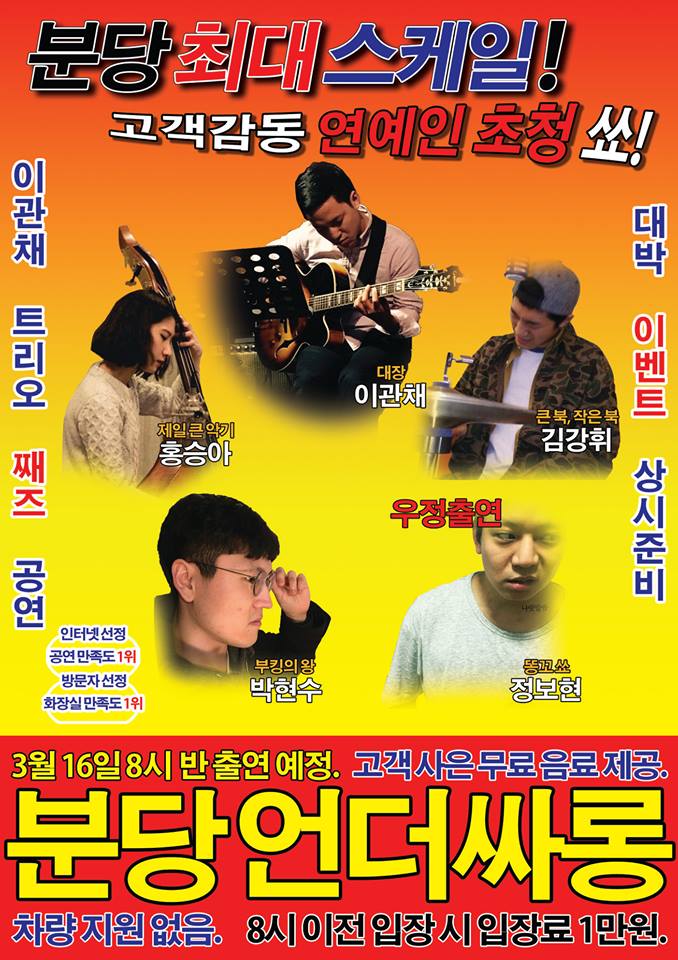 분당 최대 스케일!
고객감동 연예인 초청 쑈!
이관채 트리오 째즈 공연
대박 이벤트 상시준비
대장
이관채
제일 큰 악기
홍승아
큰 북, 작은 북
김강휘
우정출연
부킹의 왕
박현수
똥꼬쑈
정보현
인터넷 선정
공연 만족도 1위
방문자 선정
화장실 만족도 1위
3월 16일 8시 반 출연 예정. 고객 사은 무료 음료 제공.
분당 언더싸롱
차량 지원 없음. 8시 이전 입장 시 입장료 1만원.